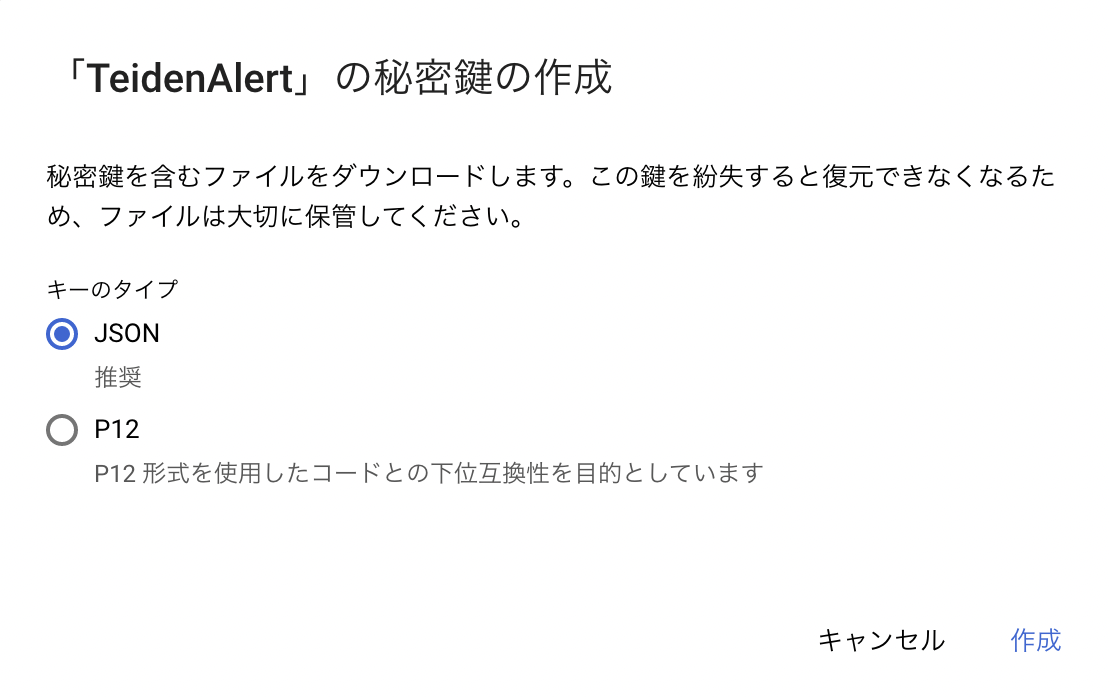 「TeidenAlert」の秘密鍵の作成
秘密鍵を含むファイルをダウンロードします。この鍵を紛失すると復元できなくなるた
め、ファイルは大切に保管してください。
キーのタイプ
JSON
推奨
P12
P12 形式を使用したコードとの下位互換性を目的としています
キャンセル 作成